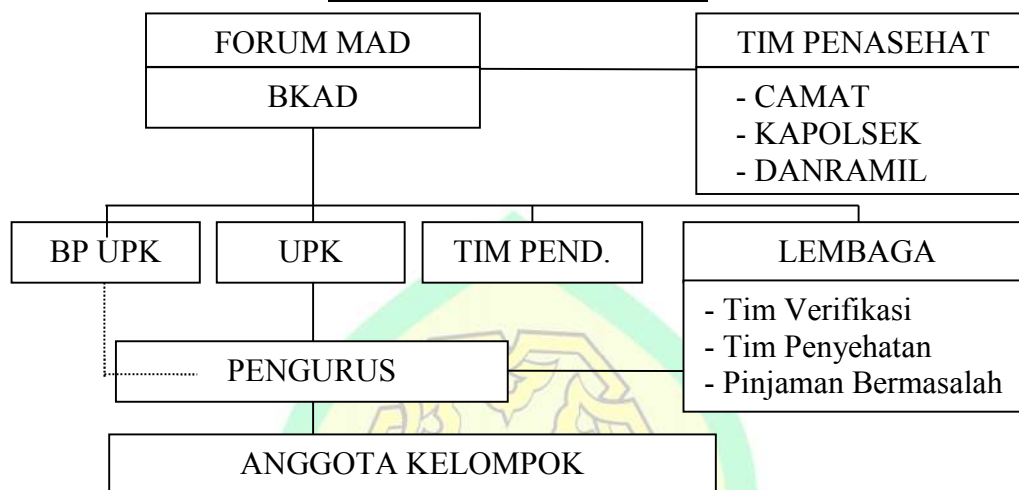 FORUM MAD
BKAD
TIM PENASEHAT
- CAMAT
- KAPOLSEK
- DANRAMIL
BP UPK
UPK
TIM PEND.
LEMBAGA
- Tim Verifikasi
- Tim Penyehatan
- Pinjaman Bermasalah
PENGURUS
ANGGOTA KELOMPOK